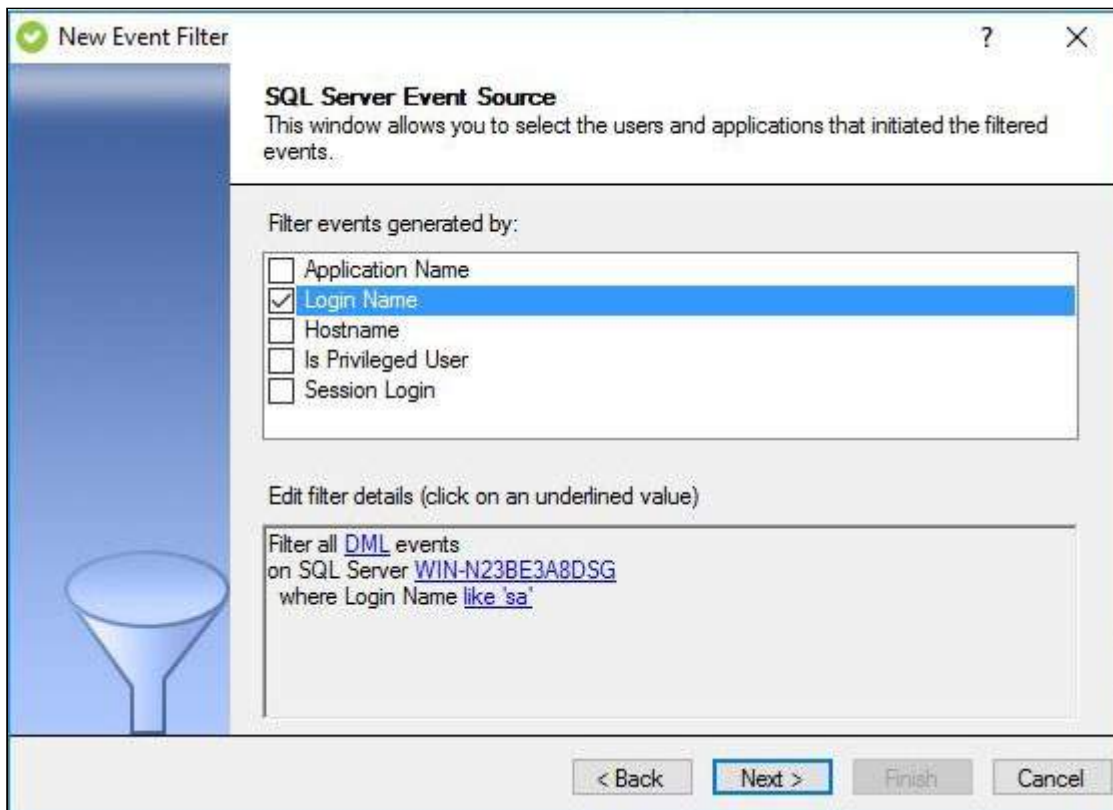 New Event Filter
?
SQL Server Event Source
This window allows you to select the users and applications that initiated the filtered
events.
Filter events generated by:
Application Name
Login Name
Hostname
Is Privileged User
Session Login
Edit filter details (click on an underlined value)
Filter all DML events
on SQL Server WIN-N23BE3A8DSG
where Login Name like 'sa'
< Back
Next >
Finish
Cancel